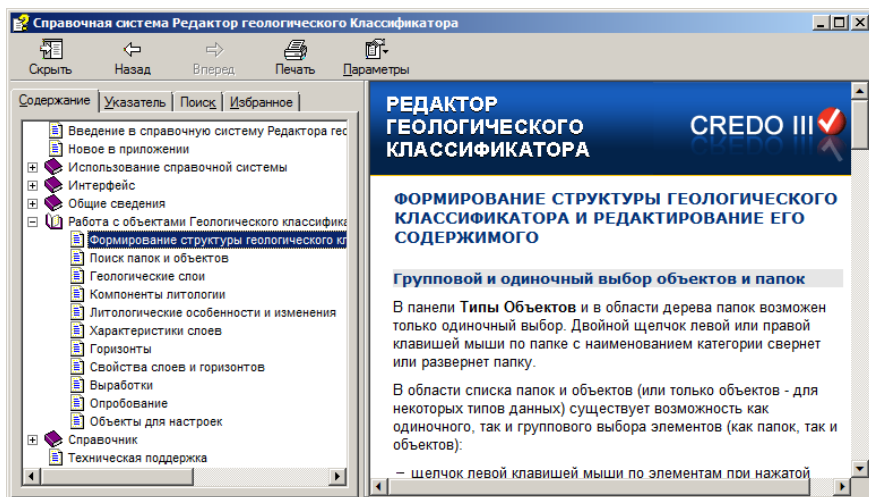 Справочная система Редактор геологического Классификатора
Скрыть Назад Вперед Печать Параметры
Содержание Указатель Поиск Избранное
Введение в справочную систему Редактора гео
Новое в приложении
Использование справочной системы
Интерфейс
Общие сведения
Работа с объектами Геологического классифика
Формирование структуры геологического кл
Поиск папок и объектов
Геологические слои
Компоненты литологии
Литологические особенности и изменения
Характеристики слоев
Горизонты
Свойства слоев и горизонтов
Выработки
Опробование
Объекты для настроек
Справочник
Техническая поддержка
РЕДАКТОР
ГЕОЛОГИЧЕСКОГО
КЛАССИФИКАТОРА
CREDO III
ФОРМИРОВАНИЕ СТРУКТУРЫ ГЕОЛОГИЧЕСКОГО
КЛАССИФИКАТОРА И РЕДАКТИРОВАНИЕ ЕГО
СОДЕРЖИМОГО
Групповой и одиночный выбор объектов и папок
В панели Типы Объектов и в области дерева папок возможен
только одиночный выбор. Двойной щелчок левой или правой
клавишей мыши по папке с наименованием категории свернет
или развернет папку.
В области списка папок и объектов (или только объектов - для
некоторых типов данных) существует возможность как
одиночного, так и группового выбора элементов (как папок, так и
объектов):
– щелчок левой клавишей мыши по элементам при нажатой